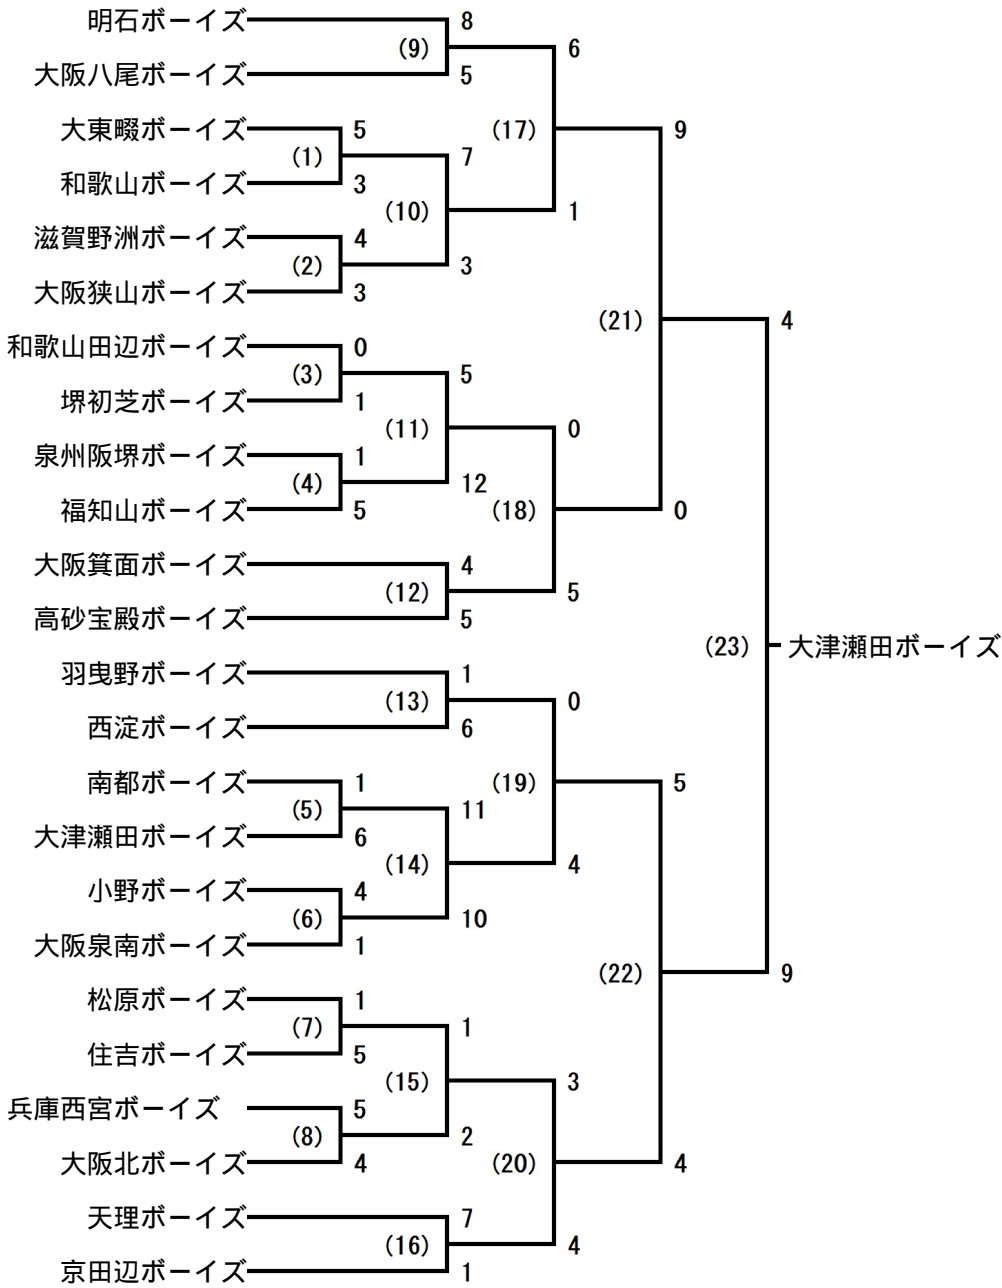 明石ボーイズ 8
(9) 6
大阪八尾ボーイズ 5
大東畷ボーイズ 5 (17) 9
(1) 7
和歌山ボーイズ 3
(10) 1
滋賀野洲ボーイズ 4
(2) 3
大阪狭山ボーイズ 3
(21) 4
和歌山田辺ボーイズ 0
(3) 5
堺初芝ボーイズ 1
(11) 0
泉州阪堺ボーイズ 1
(4) 12
福知山ボーイズ 5 (18) 0
大阪箕面ボーイズ 4
(12) 5
高砂宝殿ボーイズ 5
(23) 大津瀬田ボーイズ
羽曳野ボーイズ 1
(13) 0
西淀ボーイズ 6
南都ボーイズ 1 (19) 5
(5) 11
大津瀬田ボーイズ 6
(14) 4
小野ボーイズ 4
(6) 10
大阪泉南ボーイズ 1
(22) 9
松原ボーイズ 1
(7) 1
住吉ボーイズ 5
(15) 3
兵庫西宮ボーイズ 5
(8) 2
大阪北ボーイズ 4 (20) 4
天理ボーイズ 7
(16) 4
京田辺ボーイズ 1